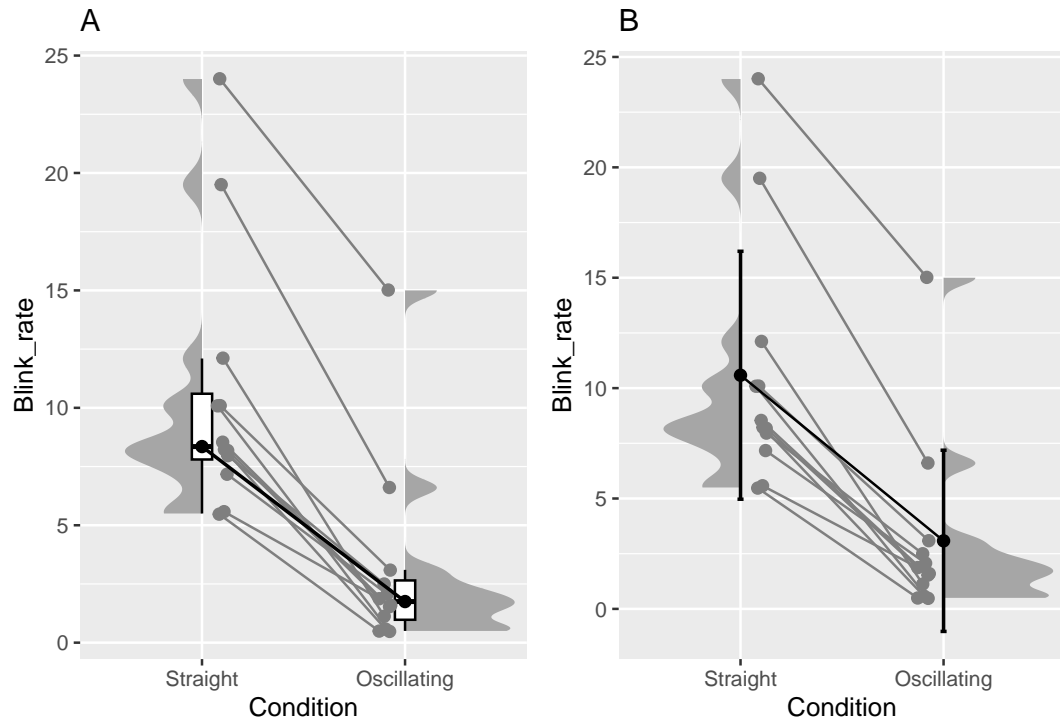 A
Blink_rate
25
20
15
10
5
0
Straight
Oscillating
Condition
B
Blink_rate
25
20
15
10
5
0
Straight
Oscillating
Condition